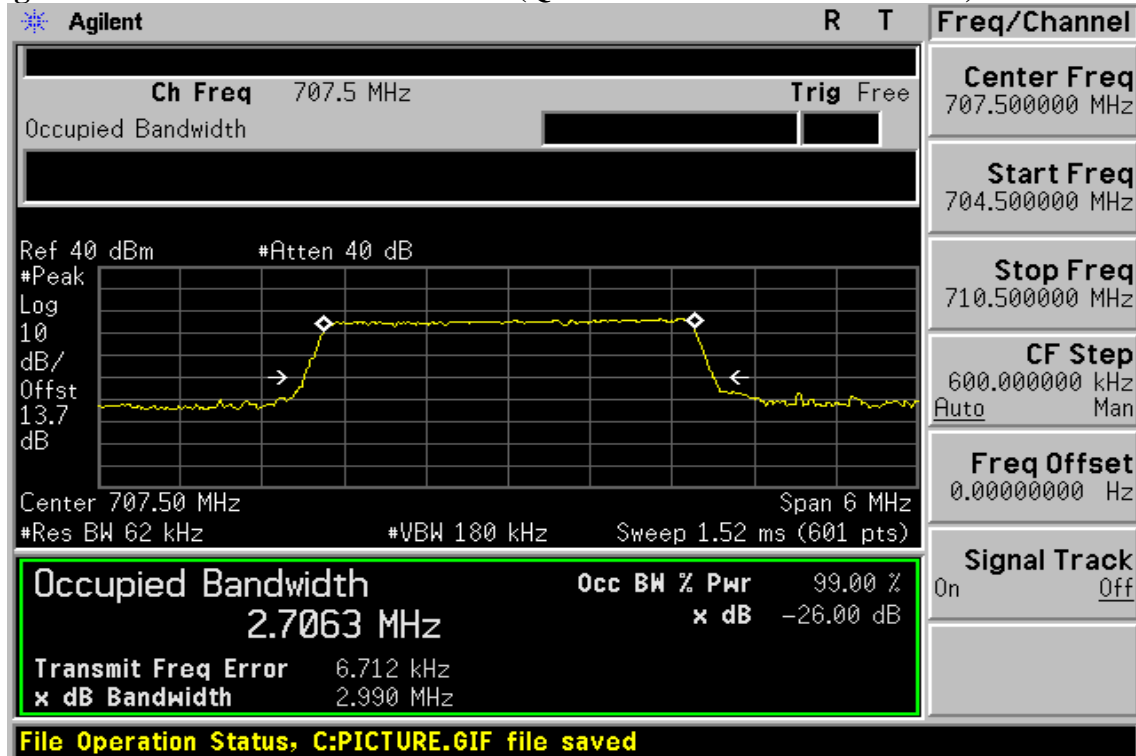 Agilent R T
Freq/Channel
Ch Freq 707.5 MHz Trig Free
Occupied Bandwidth
Center Freq
707.500000 MHz
Start Freq
704.500000 MHz
Stop Freq
710.500000 MHz
CF Step
600.000000 kHz
Auto Man
Freq Offset
0.00000000 Hz
Signal Track
On Off
Ref 40 dBm #Atten 40 dB
#Peak
Log
10
dB/
Offst
13.7
dB
Center 707.50 MHz Span 6 MHz
#Res BW 62 kHz #VBW 180 kHz Sweep 1.52 ms (601 pts)
Occupied Bandwidth Occ BW % Pwr 99.00 %
2.7063 MHz x dB -26.00 dB
Transmit Freq Error 6.712 kHz
x dB Bandwidth 2.990 MHz
File Operation Status, C:PICTURE.GIF file saved